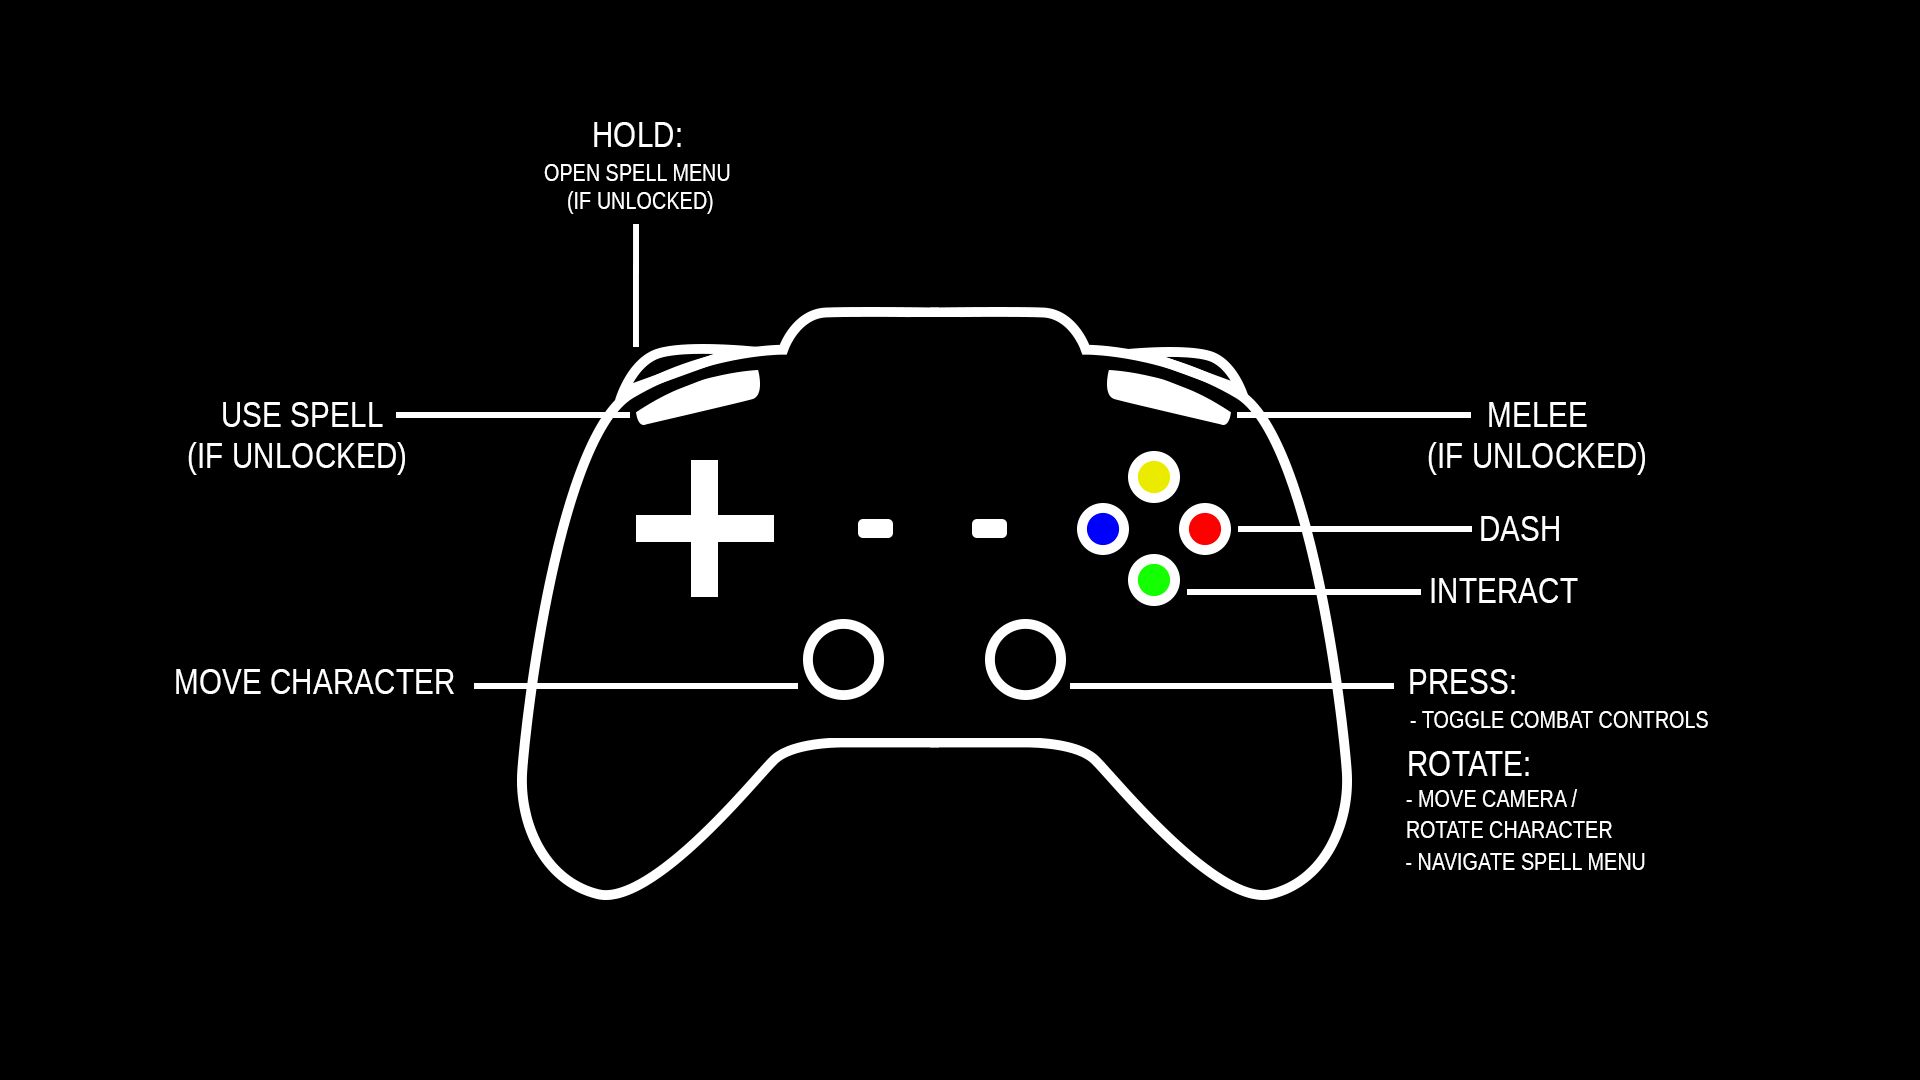 HOLD:
OPEN SPELL MENU
(IF UNLOCKED)
USE SPELL
(IF UNLOCKED)
MELEE
(IF UNLOCKED)
DASH
INTERACT
MOVE CHARACTER
PRESS:
- TOGGLE COMBAT CONTROLS
ROTATE:
- MOVE CAMERA /
ROTATE CHARACTER
- NAVIGATE SPELL MENU